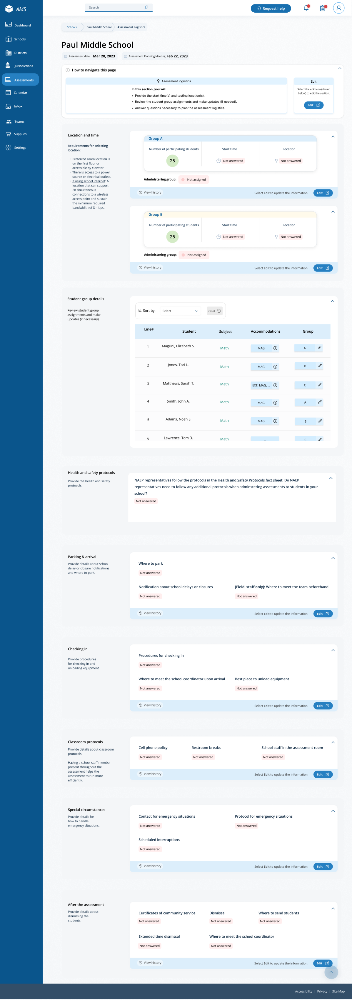 AMS
Search
Request help
Dashboard
Schools
Districts
Jurisdictions
Assessments
Calendar
Inbox
Teams
Supplies
Settings
Schools
Paul Middle School
Assessment Logistics
Paul Middle School
Assessment date Mar 28, 2023
Assessment Planning Meeting Feb 22, 2023
How to navigate this page
Asessment logistics
In this section, you will
• Provide the start time(s) and testing location(s).
• Review the student group assignments and make updates (if needed).
• Answer questions necessary to plan the assessment logistics.
Edit
Select the edit icon (shown
below) to edit the section.
Edit
Location and time
Requirements for selecting
location:
• Preferred room location is
on the first floor or
accessible by elevator
• There is access to a power
source or electrical outlets.
• If using school internet: A
location that can support
28 simultaneous
connections to a wireless
access point and sustain
the minimum required
bandwidth of 8 mbps.
Group A
Number of participating students
Start time
Location
25
Not answered
Not answered
Administering group:
Not assigned
View history
Select Edit to update the information.
Edit
Group B
Number of participating students
Start time
Location
25
Not answered
Not answered
Administering group:
Not assigned
View history
Select Edit to update the information.
Edit
Student group details
Review student group
assignments and make
updates (if necessary).
Sort by:
Select
reset
Line# Student Subject Accommodations Group
1 Magrini, Elizabeth S. Math MAG A
2 Jones, Tori L. Math MAG B
3 Matthews, Sarah T. Math EXT, MAG, ... C
4 Smith, John A. Math MAG A
5 Adams, Noah S. Math MAG B
6 Lawrence, Tom B. Math -- C
Health and safety protocols
Provide the health and safety
protocols.
NAEP representatives follow the protocols in the Health and Safety Protocols fact sheet. Do NAEP
representatives need to follow any additional protocols when adminstering assessments to students in your
school?
Not answered
Parking & arrival
Provide details about school
delay or closure notifications
and where to park.
Where to park
Not answered
Notification about school delays or closures
[Field staff only]: Where to meet the team beforehand
Not answered
Not answered
View history
Select Edit to update the information.
Edit
Checking in
Provide procedures
for checking in and
unloading equipment.
Procedures for checking in
Not answered
Where to meet the school coordinator upon arrival
Best place to unload equipment
Not answered
Not answered
View history
Select Edit to update the information.
Edit
Classroom protocols
Provide details about classroom
protocols.
Having a school staff member
present throughout the
assessment helps the
assessment to run more
efficiently.
Cell phone policy
Restroom breaks
School staff in the assessment room
Not answered
Not answered
Not answered
View history
Select Edit to update the information.
Edit
Special circumstances
Provide details for
how to handle
emergency situations.
Contact for emergency situations
Protocol for emergency situations
Not answered
Not answered
Scheduled interruptions
Not answered
View history
Select Edit to update the information.
Edit
After the assessment
Provide details about
dismissing the
students.
Certificates of community service
Dismissal
Where to send students
Not answered
Not answered
Not answered
Extended time dismissal
Where to meet the school coordinator
Not answered
Not answered
View history
Select Edit to update the information.
Edit
Accessibility | Privacy | Site Map